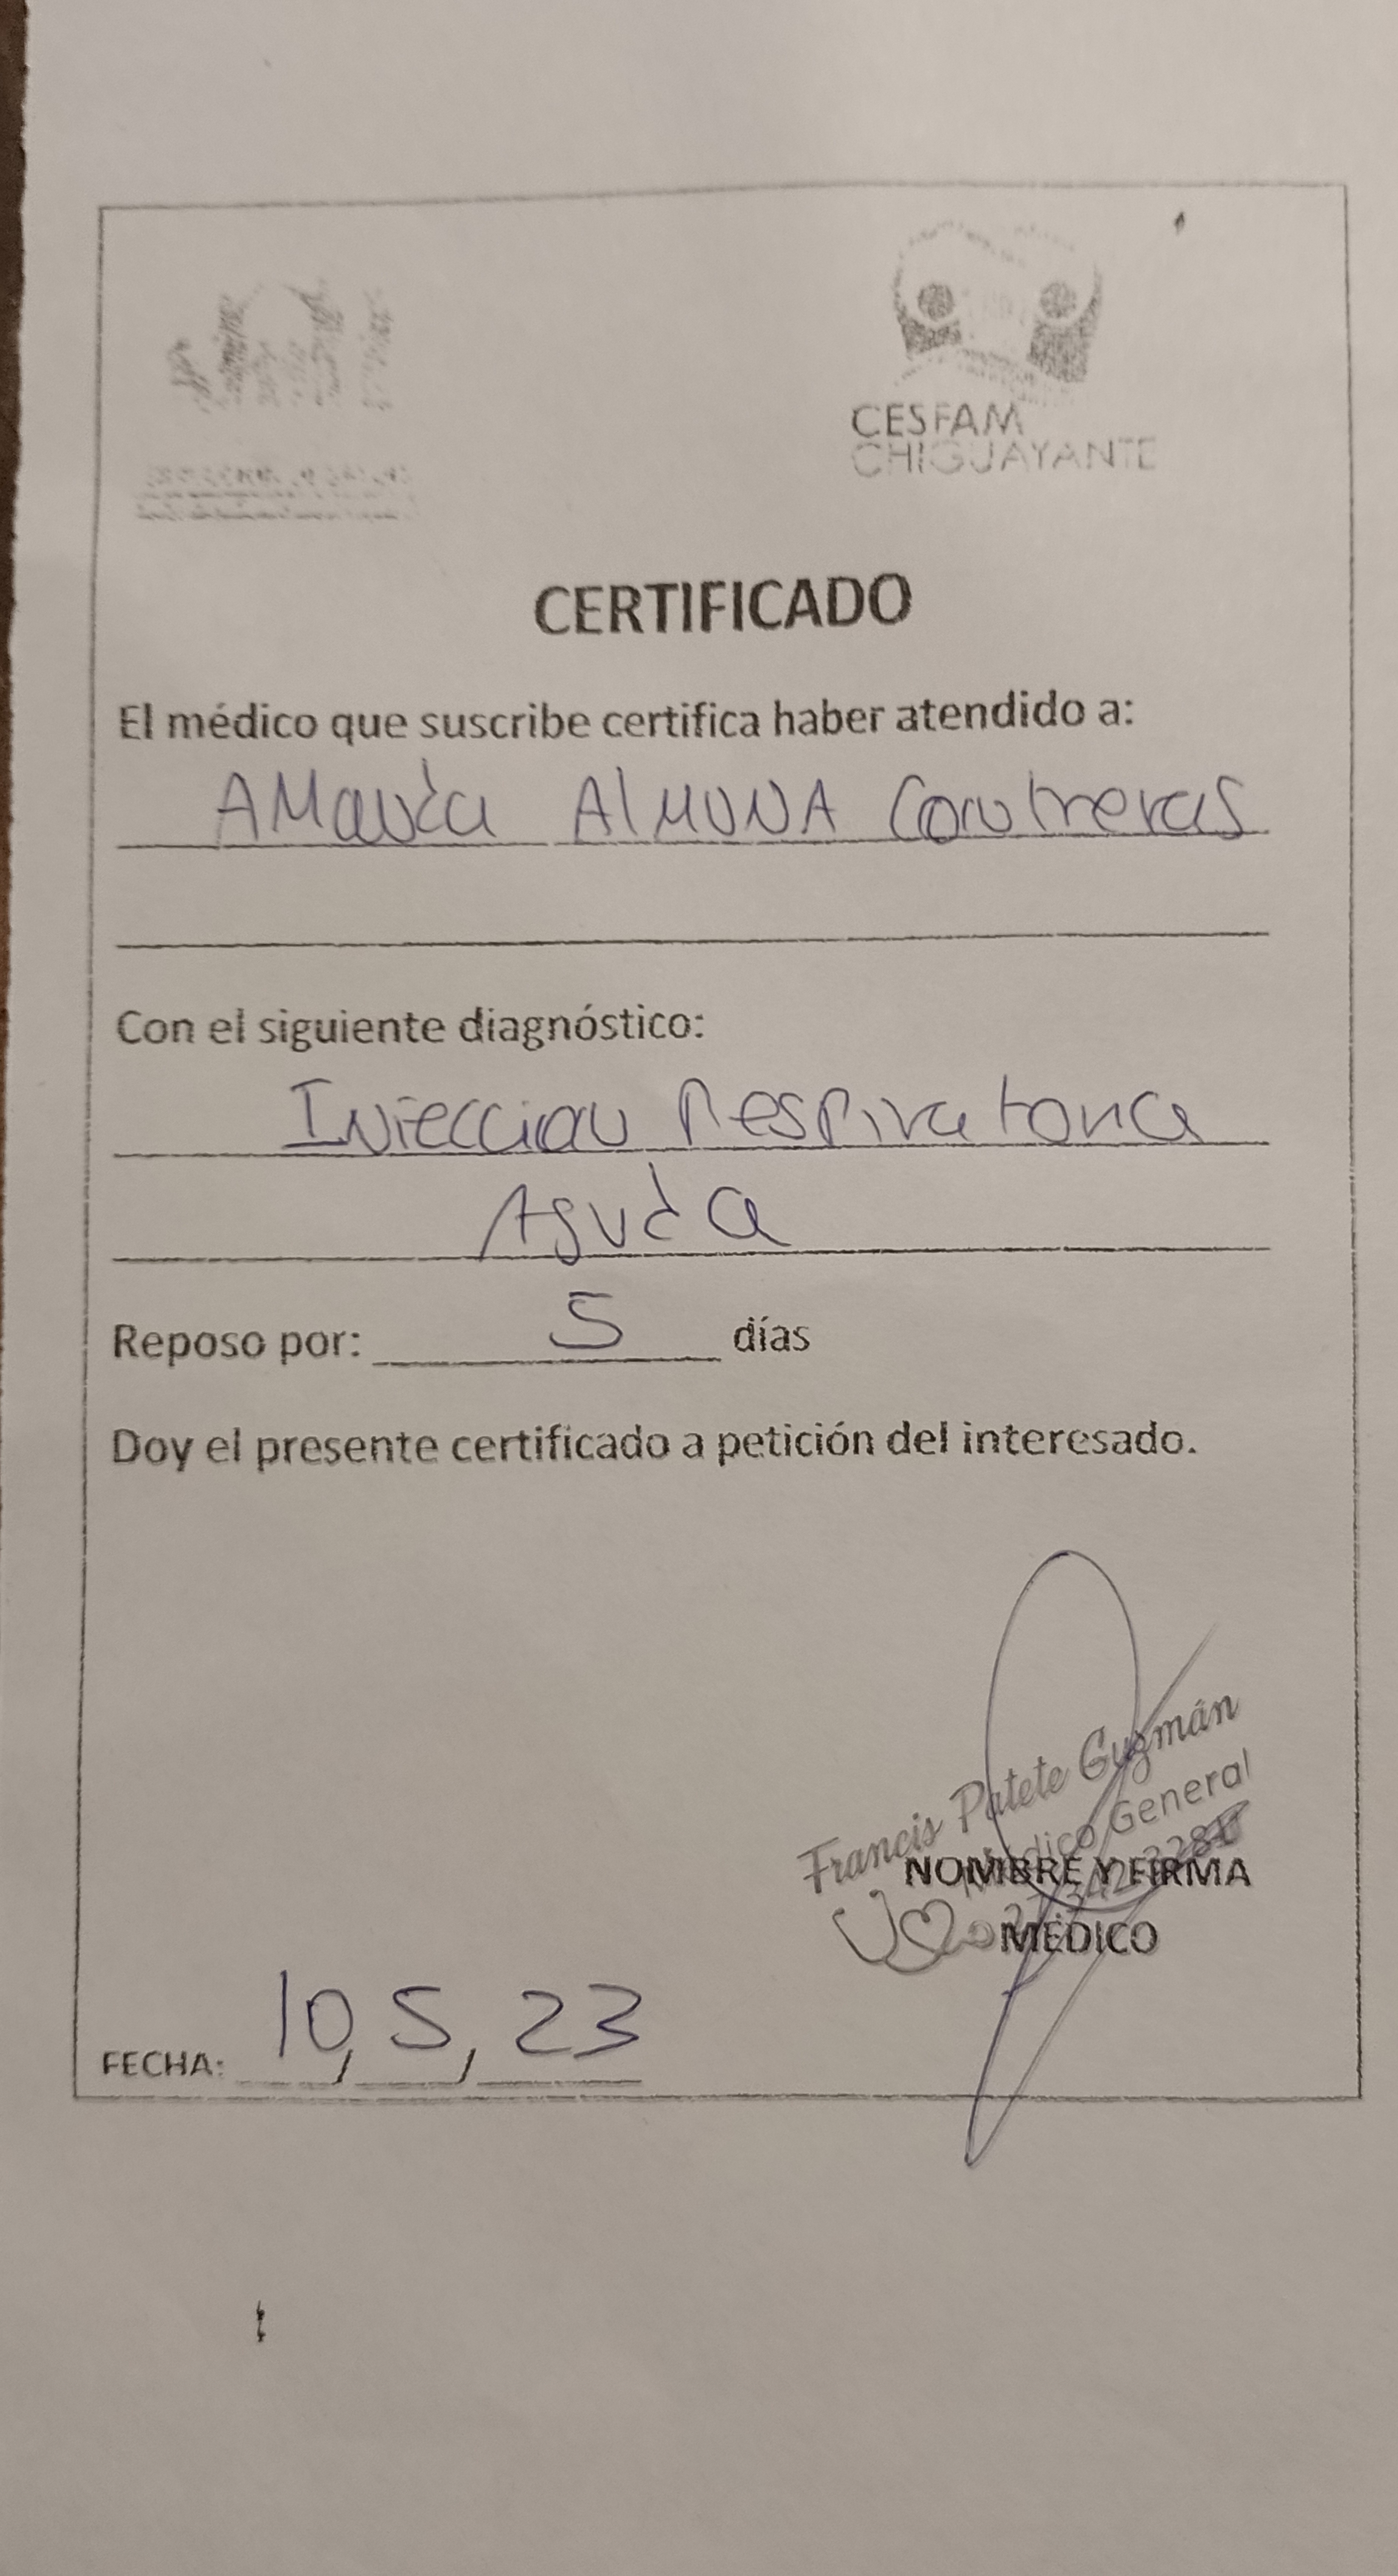 CESFAM
CHIGUAYANTE
CERTIFICADO
El médico que suscribe certifica haber atendido a:
AMavda AlMUNA Contreras
Con el siguiente diagnóstico:
Infeccion Respiratoria
Aguda
Reposo por: 5 días
Doy el presente certificado a petición del interesado.
Francis Patete Guzmán
Médico General
NOMBRE Y FIRMA
MÉDICO
FECHA: 10, 5, 23